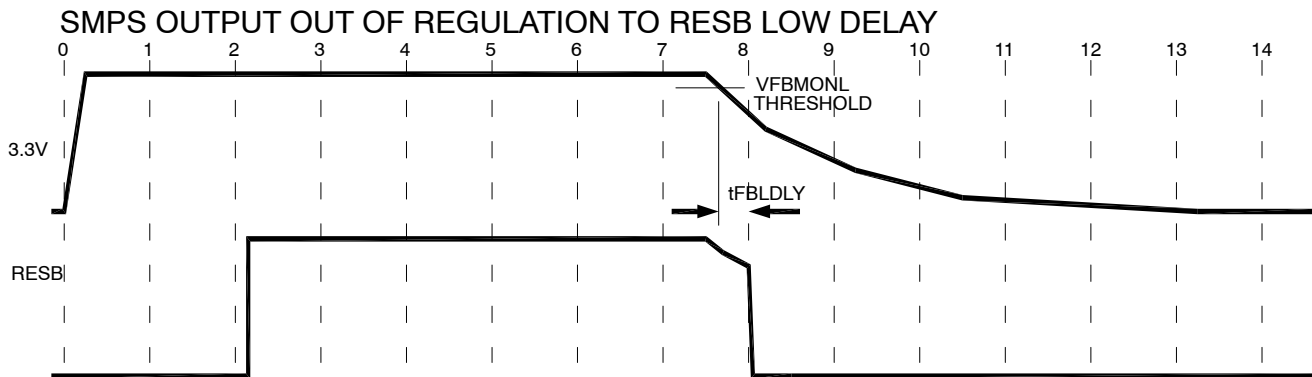 SMPS OUTPUT OUT OF REGULATION TO RESB LOW DELAY
0 1 2 3 4 5 6 7 8 9 10 11 12 13 14
VFBMONL
THRESHOLD
3.3V
tFBLDLY
RESB